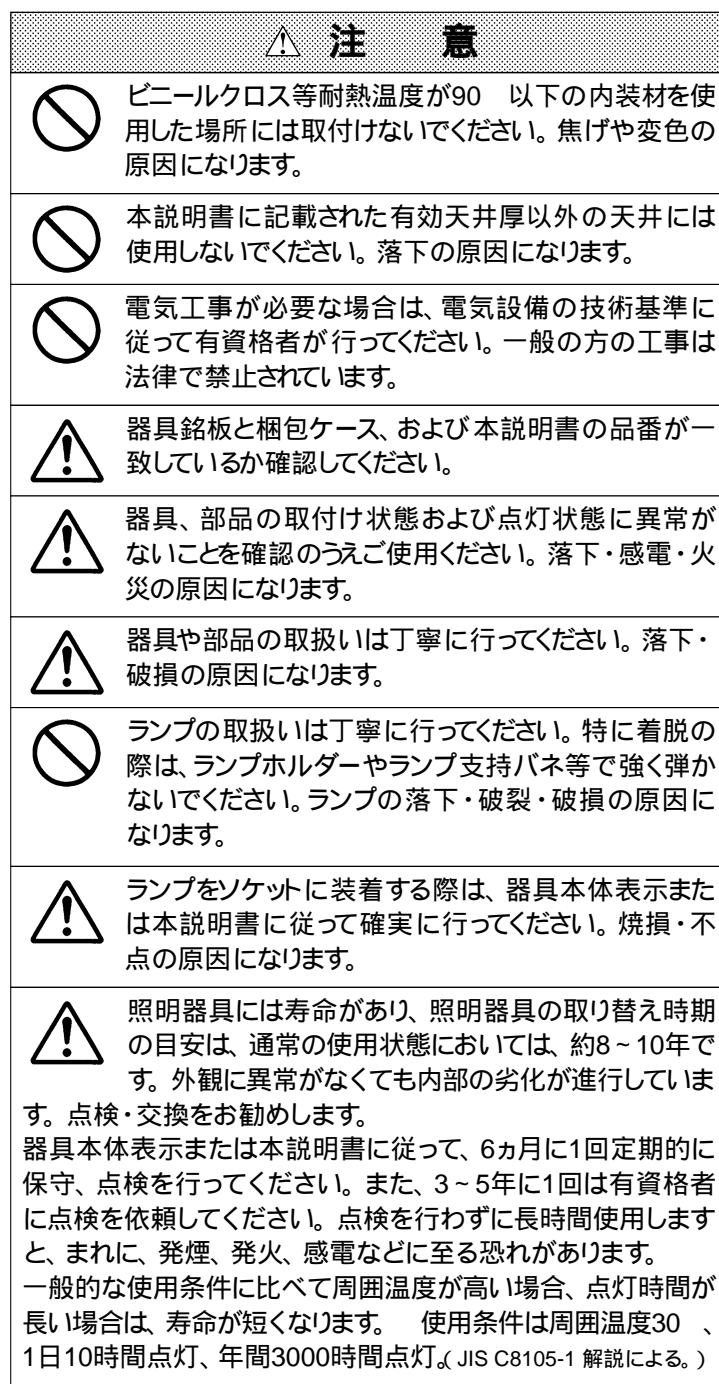 注 意
ビニールクロス等耐熱温度が90 以下の内装材を使
用した場所には取付けないでください。焦げや変色の
原因になります。
本説明書に記載された有効天井厚以外の天井には
使用しないでください。落下の原因になります。
電気工事が必要な場合は、電気設備の技術基準に
従って有資格者が行ってください。一般の方の工事は
法律で禁止されています。
器具銘板と梱包ケース、および本説明書の品番が一
致しているか確認してください。
器具、部品の取付け状態および点灯状態に異常が
ないことを確認のうえご使用ください。落下・感電・火
災の原因になります。
器具や部品の取扱いは丁寧に行ってください。落下・
破損の原因になります。
ランプの取扱いは丁寧に行ってください。特に着脱の
際は、ランプホルダーやランプ支持バネ等で強く弾か
ないでください。ランプの落下・破裂・破損の原因に
なります。
ランプをソケットに装着する際は、器具本体表示また
は本説明書に従って確実に行ってください。焼損・不
点の原因になります。
照明器具には寿命があり、照明器具の取り替え時期
の目安は、通常の使用状態においては、約8~10年で
す。外観に異常がなくても内部の劣化が進行していま
す。点検・交換をお勧めします。
器具本体表示または本説明書に従って、6ヵ月に1回定期的に
保守、点検を行ってください。また、3~5年に1回は有資格者
に点検を依頼してください。点検を行わずに長時間使用します
と、まれに、発煙、発火、感電などに至る恐れがあります。
一般的な使用条件に比べて周囲温度が高い場合、点灯時間が
長い場合は、寿命が短くなります。 使用条件は周囲温度30 、
1日10時間点灯、年間3000時間点灯。(JIS C8105-1 解説による。)